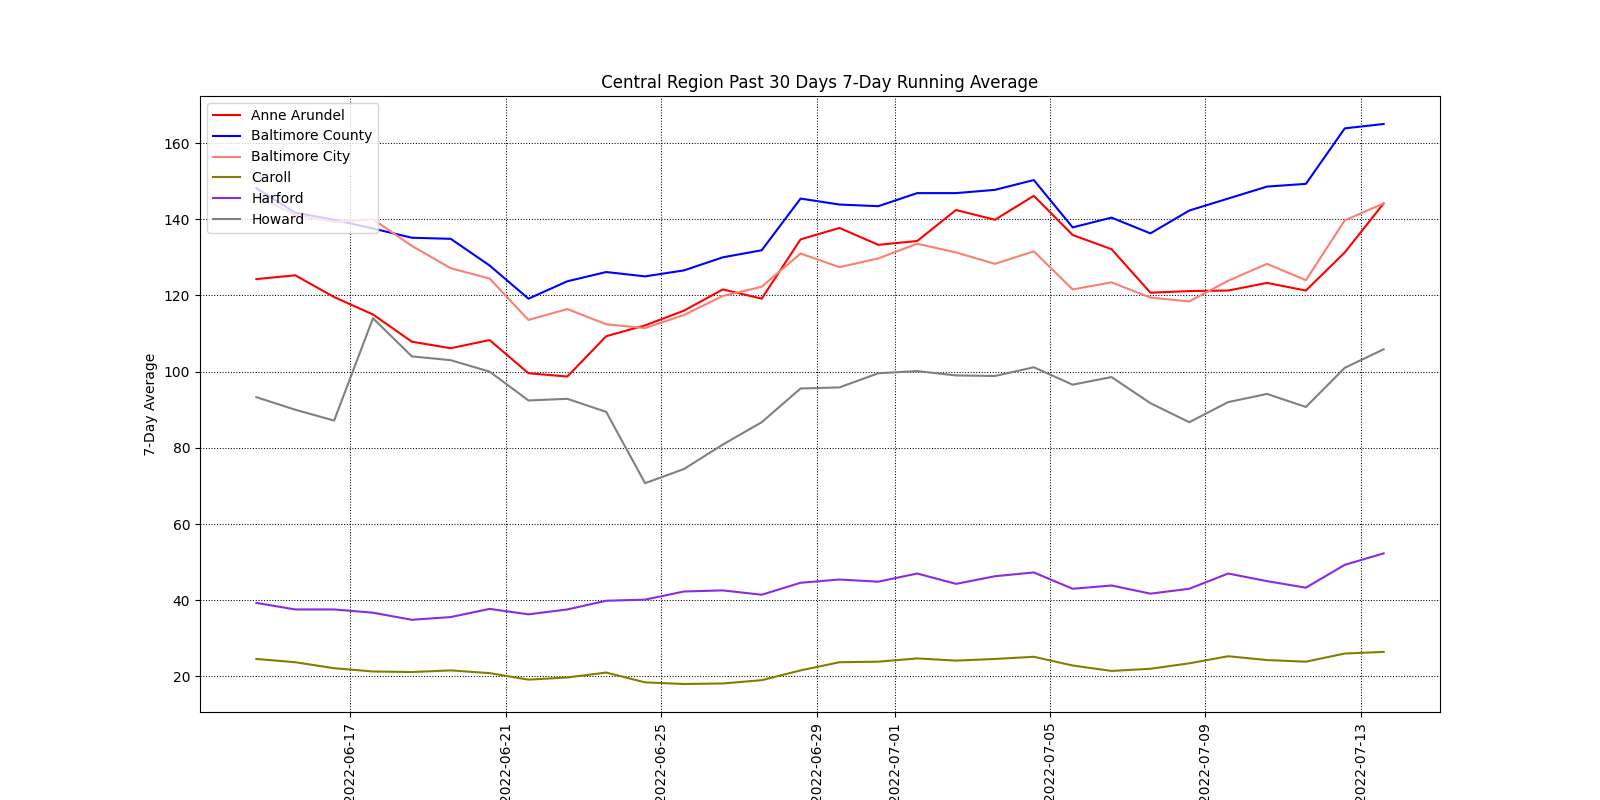 Central Region Past 30 Days 7-Day Running Average
Anne Arundel
Baltimore County
Baltimore City
Caroll
Harford
Howard
7-Day Average
160
140
120
100
80
60
40
20
2022-06-17
2022-06-21
2022-06-25
2022-06-29
2022-07-01
2022-07-05
2022-07-09
2022-07-13